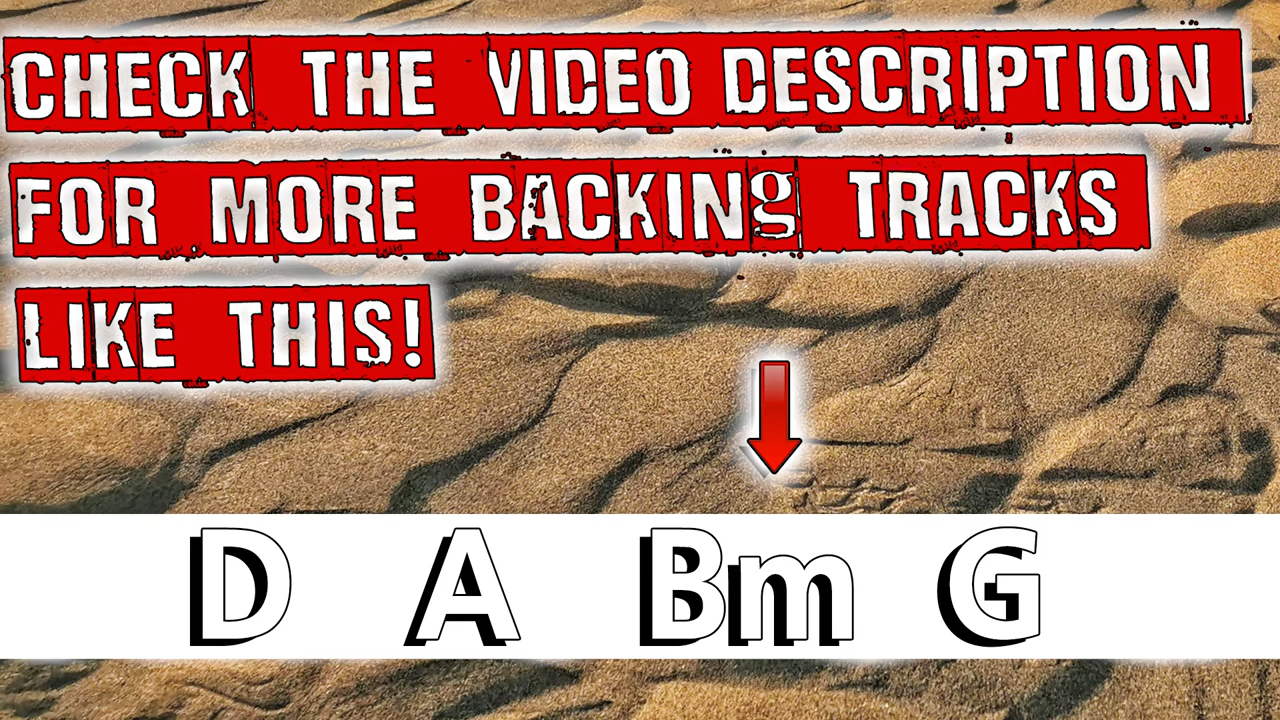 CHECK THE VIDEO DESCRIPTION
FOR MORE BACKINg TRACKS
LIKE THIS!
D A Bm G